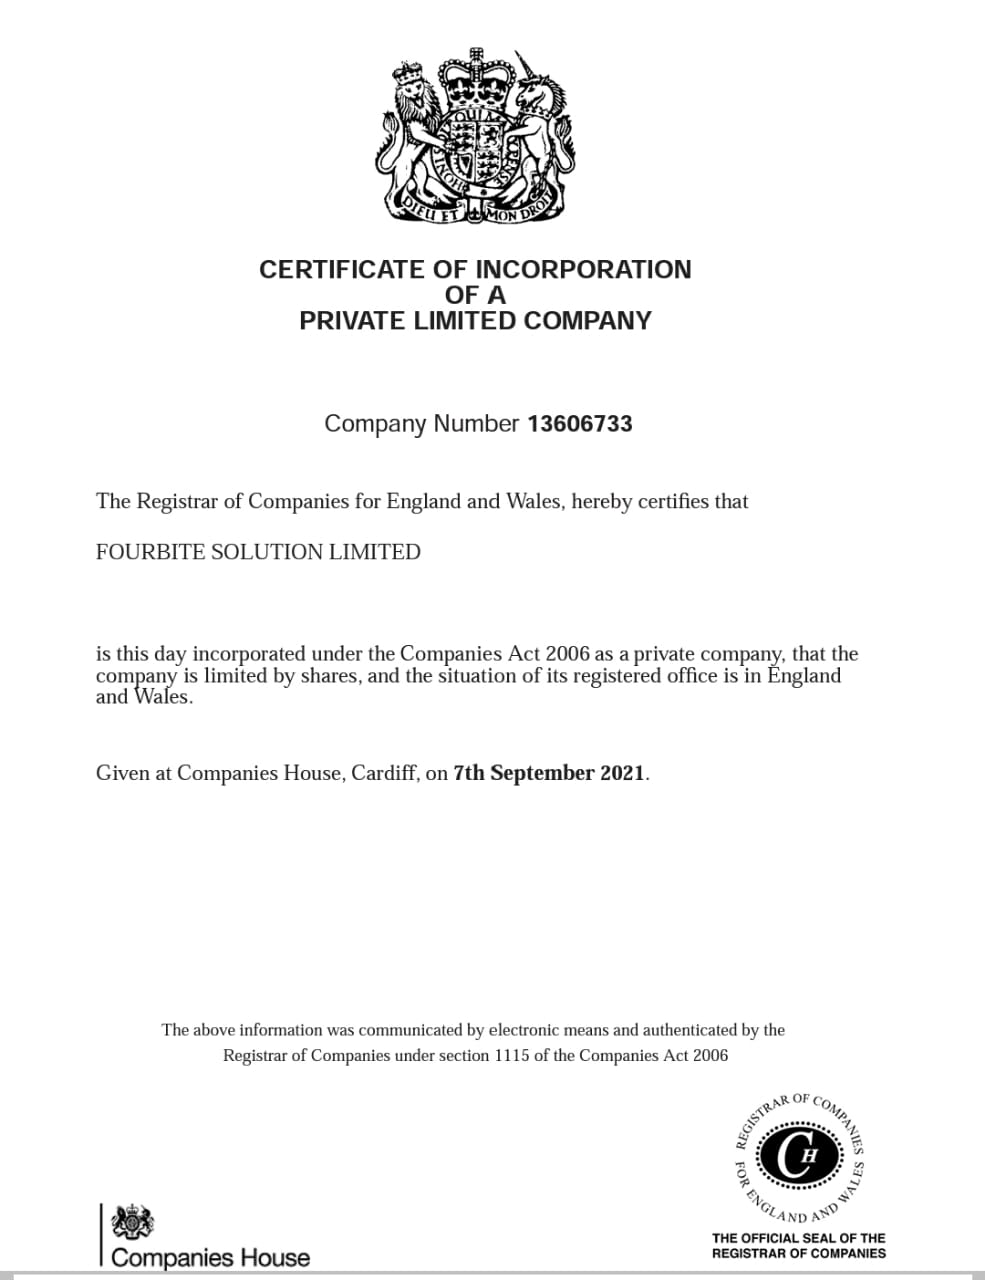 QUI
HONI S
PENSE
DIEU ET MON DROIT
CERTIFICATE OF INCORPORATION
OF A
PRIVATE LIMITED COMPANY
Company Number 13606733
The Registrar of Companies for England and Wales, hereby certifies that
FOURBITE SOLUTION LIMITED
is this day incorporated under the Companies Act 2006 as a private company, that the
company is limited by shares, and the situation of its registered office is in England
and Wales.
Given at Companies House, Cardiff, on 7th September 2021.
The above information was communicated by electronic means and authenticated by the
Registrar of Companies under section 1115 of the Companies Act 2006
REGISTRAR OF COMPANIES
CH
FOR ENGLAND AND WALES
THE OFFICIAL SEAL OF THE
REGISTRAR OF COMPANIES
Companies House